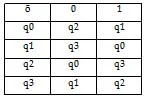 δ 0 1
q0 q2 q1
q1 q3 q0
q2 q0 q3
q3 q1 q2